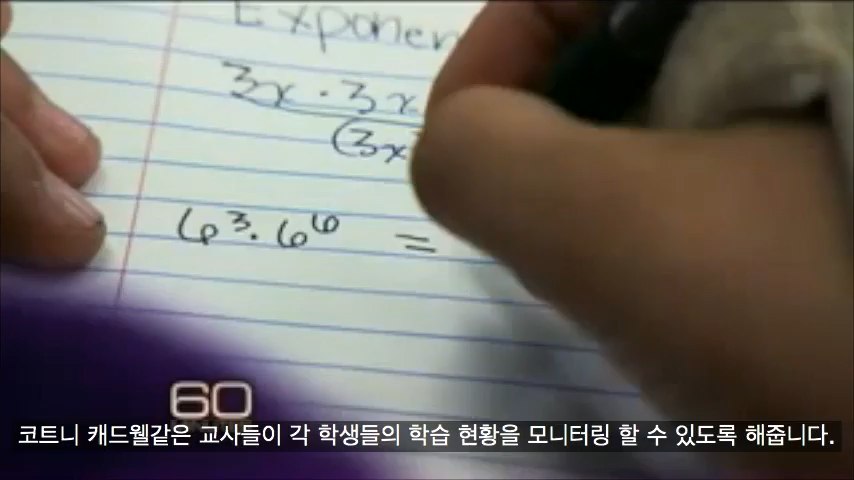 3x · 3x
(3x
6³ · 6⁶ =
60
코트니 캐드웰같은 교사들이 각 학생들의 학습 현황을 모니터링 할 수 있도록 해줍니다.